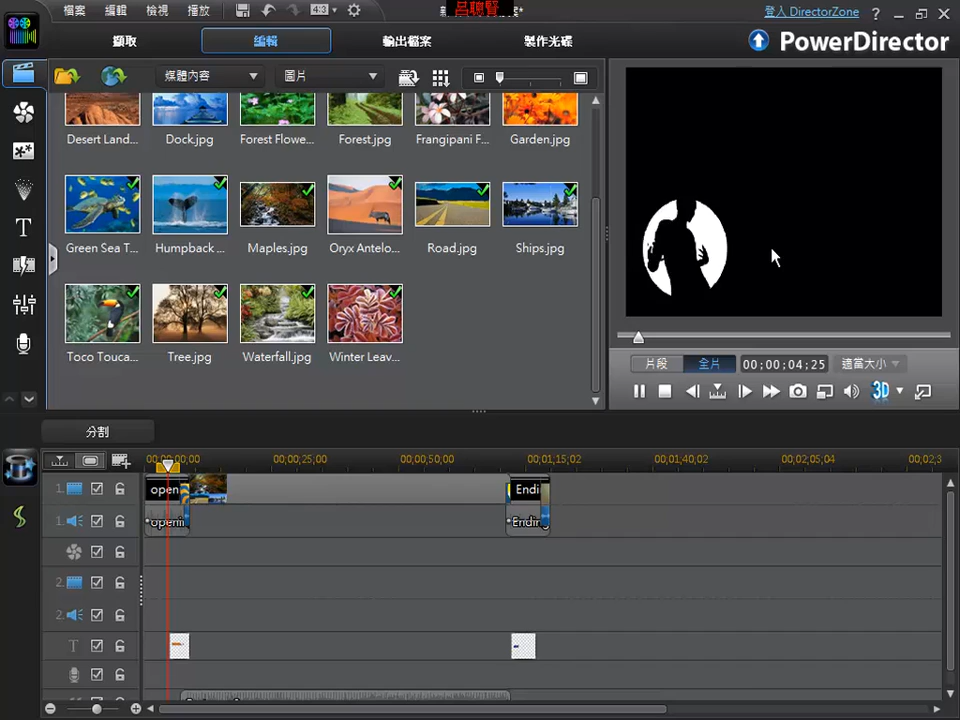 檔案 編輯 檢視 播放 4:3 呂聰賢 登入 DirectorZone ?
擷取 編輯 輸出檔案 製作光碟 PowerDirector
媒體內容 圖片
Desert Land... Dock.jpg Forest Flowe... Forest.jpg Frangipani F... Garden.jpg
Green Sea T... Humpback ... Maples.jpg Oryx Antelo... Road.jpg Ships.jpg
Toco Touca... Tree.jpg Waterfall.jpg Winter Leav...
片段 全片 00;00;04;25 適當大小
3D
分割
00;00;00;00 00;00;25;00 00;00;50;00 00;01;15;02 00;01;40;02 00;02;05;04 00;02;3
1. open Endi
1. openin Ending
2.
2.
T